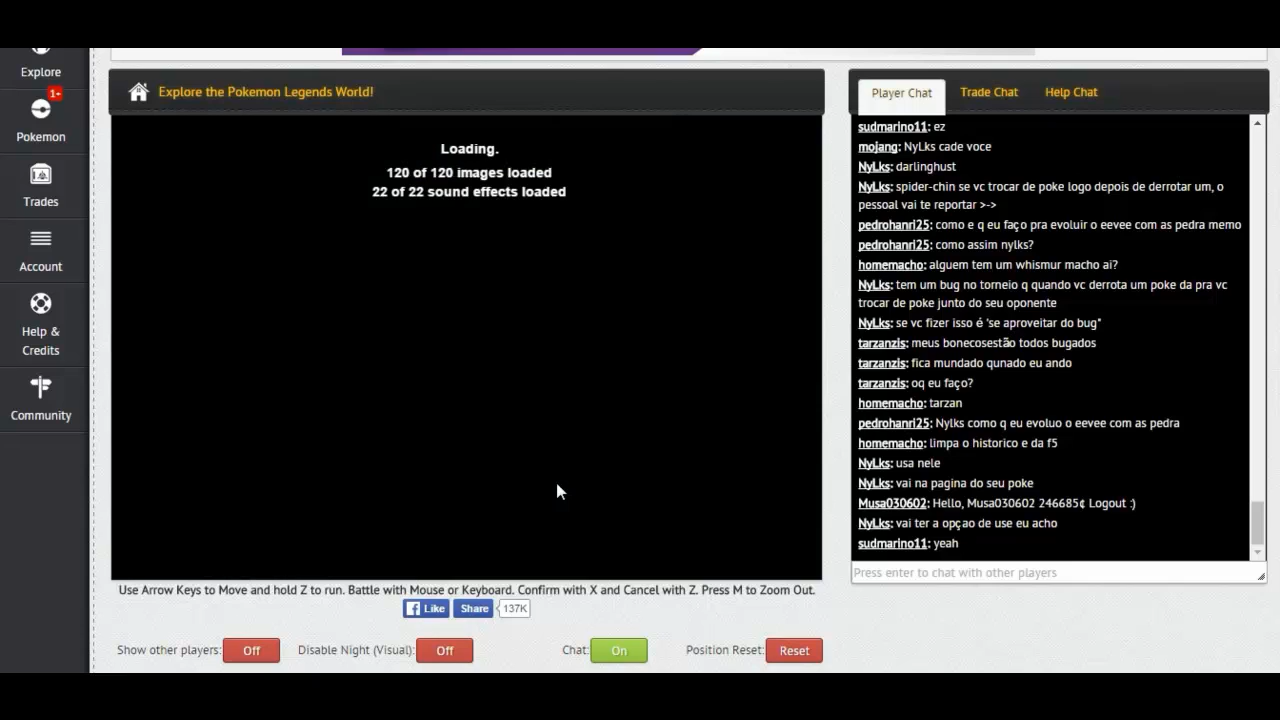 Explore
1+
Pokemon
Trades
Account
Help &
Credits
Community
Explore the Pokemon Legends World!
Loading.
120 of 120 images loaded
22 of 22 sound effects loaded
Use Arrow Keys to Move and hold Z to run. Battle with Mouse or Keyboard. Confirm with X and Cancel with Z. Press M to Zoom Out.
Like Share 137K
Show other players: Off Disable Night (Visual): Off Chat: On Position Reset: Reset
Player Chat Trade Chat Help Chat
sudmarino11: ez
mojang: NyLks cade voce
NyLks: darlinghust
NyLks: spider-chin se vc trocar de poke logo depois de derrotar um, o
pessoal vai te reportar >->
pedrohanri25: como e q eu faço pra evoluir o eevee com as pedra memo
pedrohanri25: como assim nylks?
homemacho: alguem tem um whismur macho ai?
NyLks: tem um bug no torneio q quando vc derrota um poke da pra vc
trocar de poke junto do seu oponente
NyLks: se vc fizer isso é 'se aproveitar do bug"
tarzanzis: meus bonecosestão todos bugados
tarzanzis: fica mundado qunado eu ando
tarzanzis: oq eu faço?
homemacho: tarzan
pedrohanri25: Nylks como q eu evoluo o eevee com as pedra
homemacho: limpa o historico e da f5
NyLks: usa nele
NyLks: vai na pagina do seu poke
Musa030602: Hello, Musa030602 246685¢ Logout :)
NyLks: vai ter a opçao de use eu acho
sudmarino11: yeah
Press enter to chat with other players